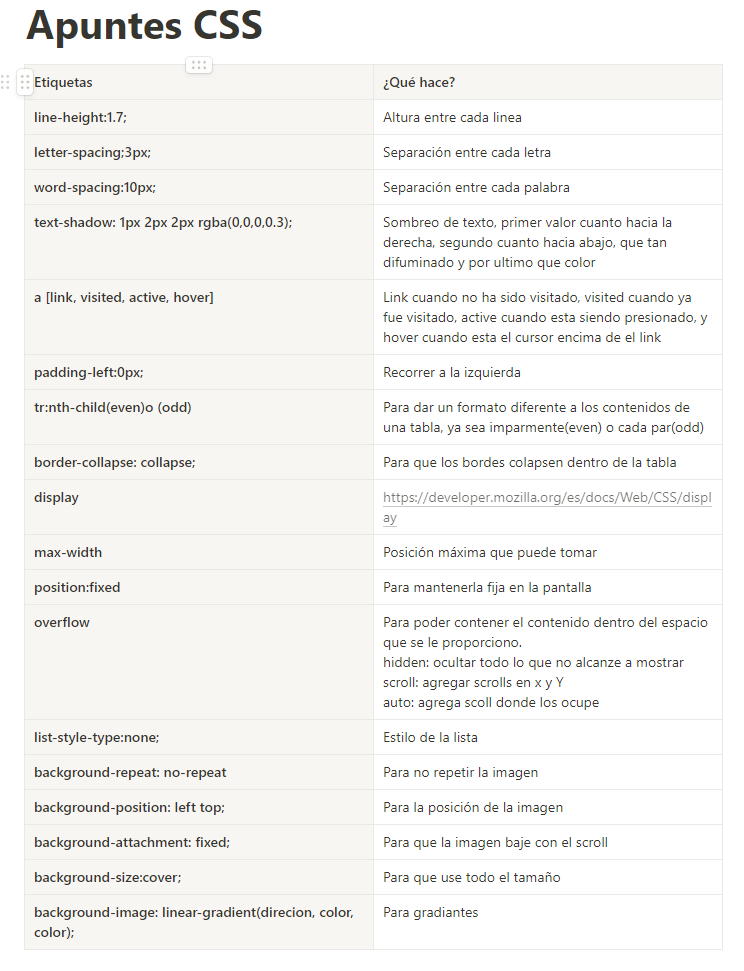 Apuntes CSS
Etiquetas
¿Qué hace?
line-height:1.7;
Altura entre cada linea
letter-spacing;3px;
Separación entre cada letra
word-spacing:10px;
Separación entre cada palabra
text-shadow: 1px 2px 2px rgba(0,0,0,0.3);
Sombreo de texto, primer valor cuanto hacia la
derecha, segundo cuanto hacia abajo, que tan
difuminado y por ultimo que color
a [link, visited, active, hover]
Link cuando no ha sido visitado, visited cuando ya
fue visitado, active cuando esta siendo presionado, y
hover cuando esta el cursor encima de el link
padding-left:0px;
Recorrer a la izquierda
tr:nth-child(even)o (odd)
Para dar un formato diferente a los contenidos de
una tabla, ya sea imparmente(even) o cada par(odd)
border-collapse: collapse;
Para que los bordes colapsen dentro de la tabla
display
https://developer.mozilla.org/es/docs/Web/CSS/displ
ay
max-width
Posición máxima que puede tomar
position:fixed
Para mantenerla fija en la pantalla
overflow
Para poder contener el contenido dentro del espacio
que se le proporciono.
hidden: ocultar todo lo que no alcanze a mostrar
scroll: agregar scrolls en x y Y
auto: agrega scoll donde los ocupe
list-style-type:none;
Estilo de la lista
background-repeat: no-repeat
Para no repetir la imagen
background-position: left top;
Para la posición de la imagen
background-attachment: fixed;
Para que la imagen baje con el scroll
background-size:cover;
Para que use todo el tamaño
background-image: linear-gradient(direcion, color,
color);
Para gradiantes